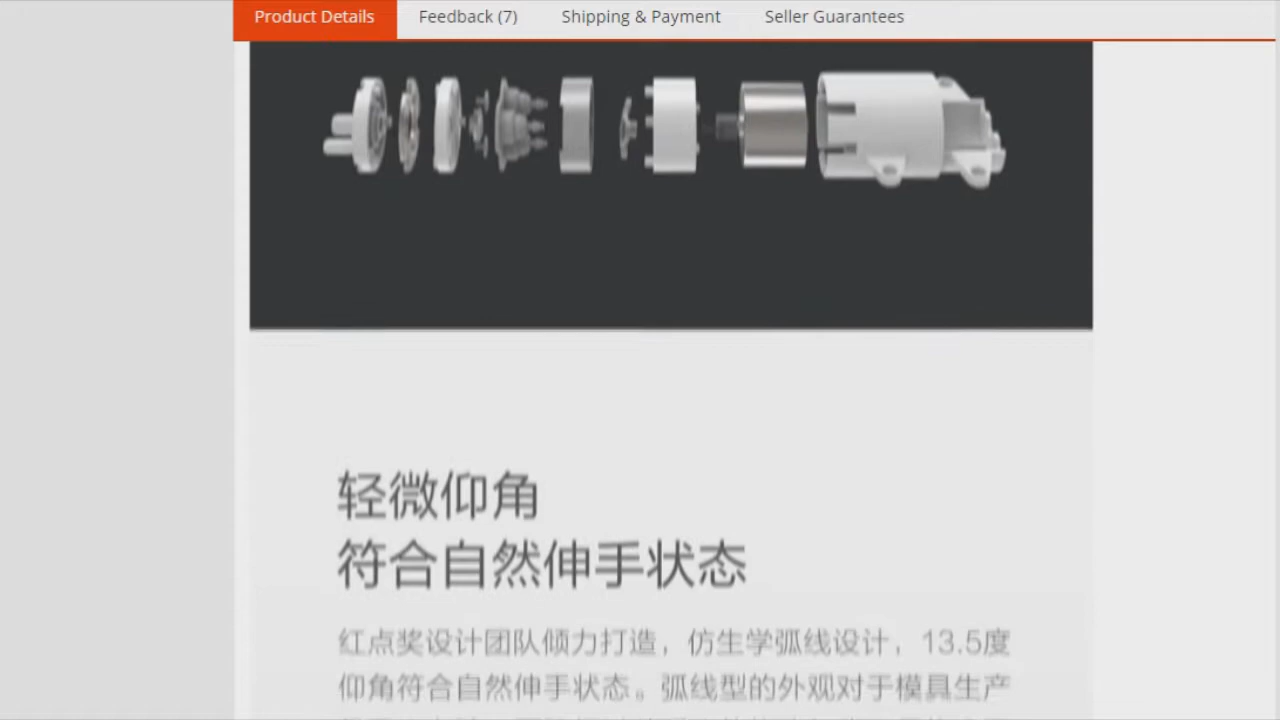 Product Details
Feedback (7)
Shipping & Payment
Seller Guarantees
轻微仰角
符合自然伸手状态
红点奖设计团队倾力打造，仿生学弧线设计，13.5度
仰角符合自然伸手状态。弧线型的外观对于模具生产